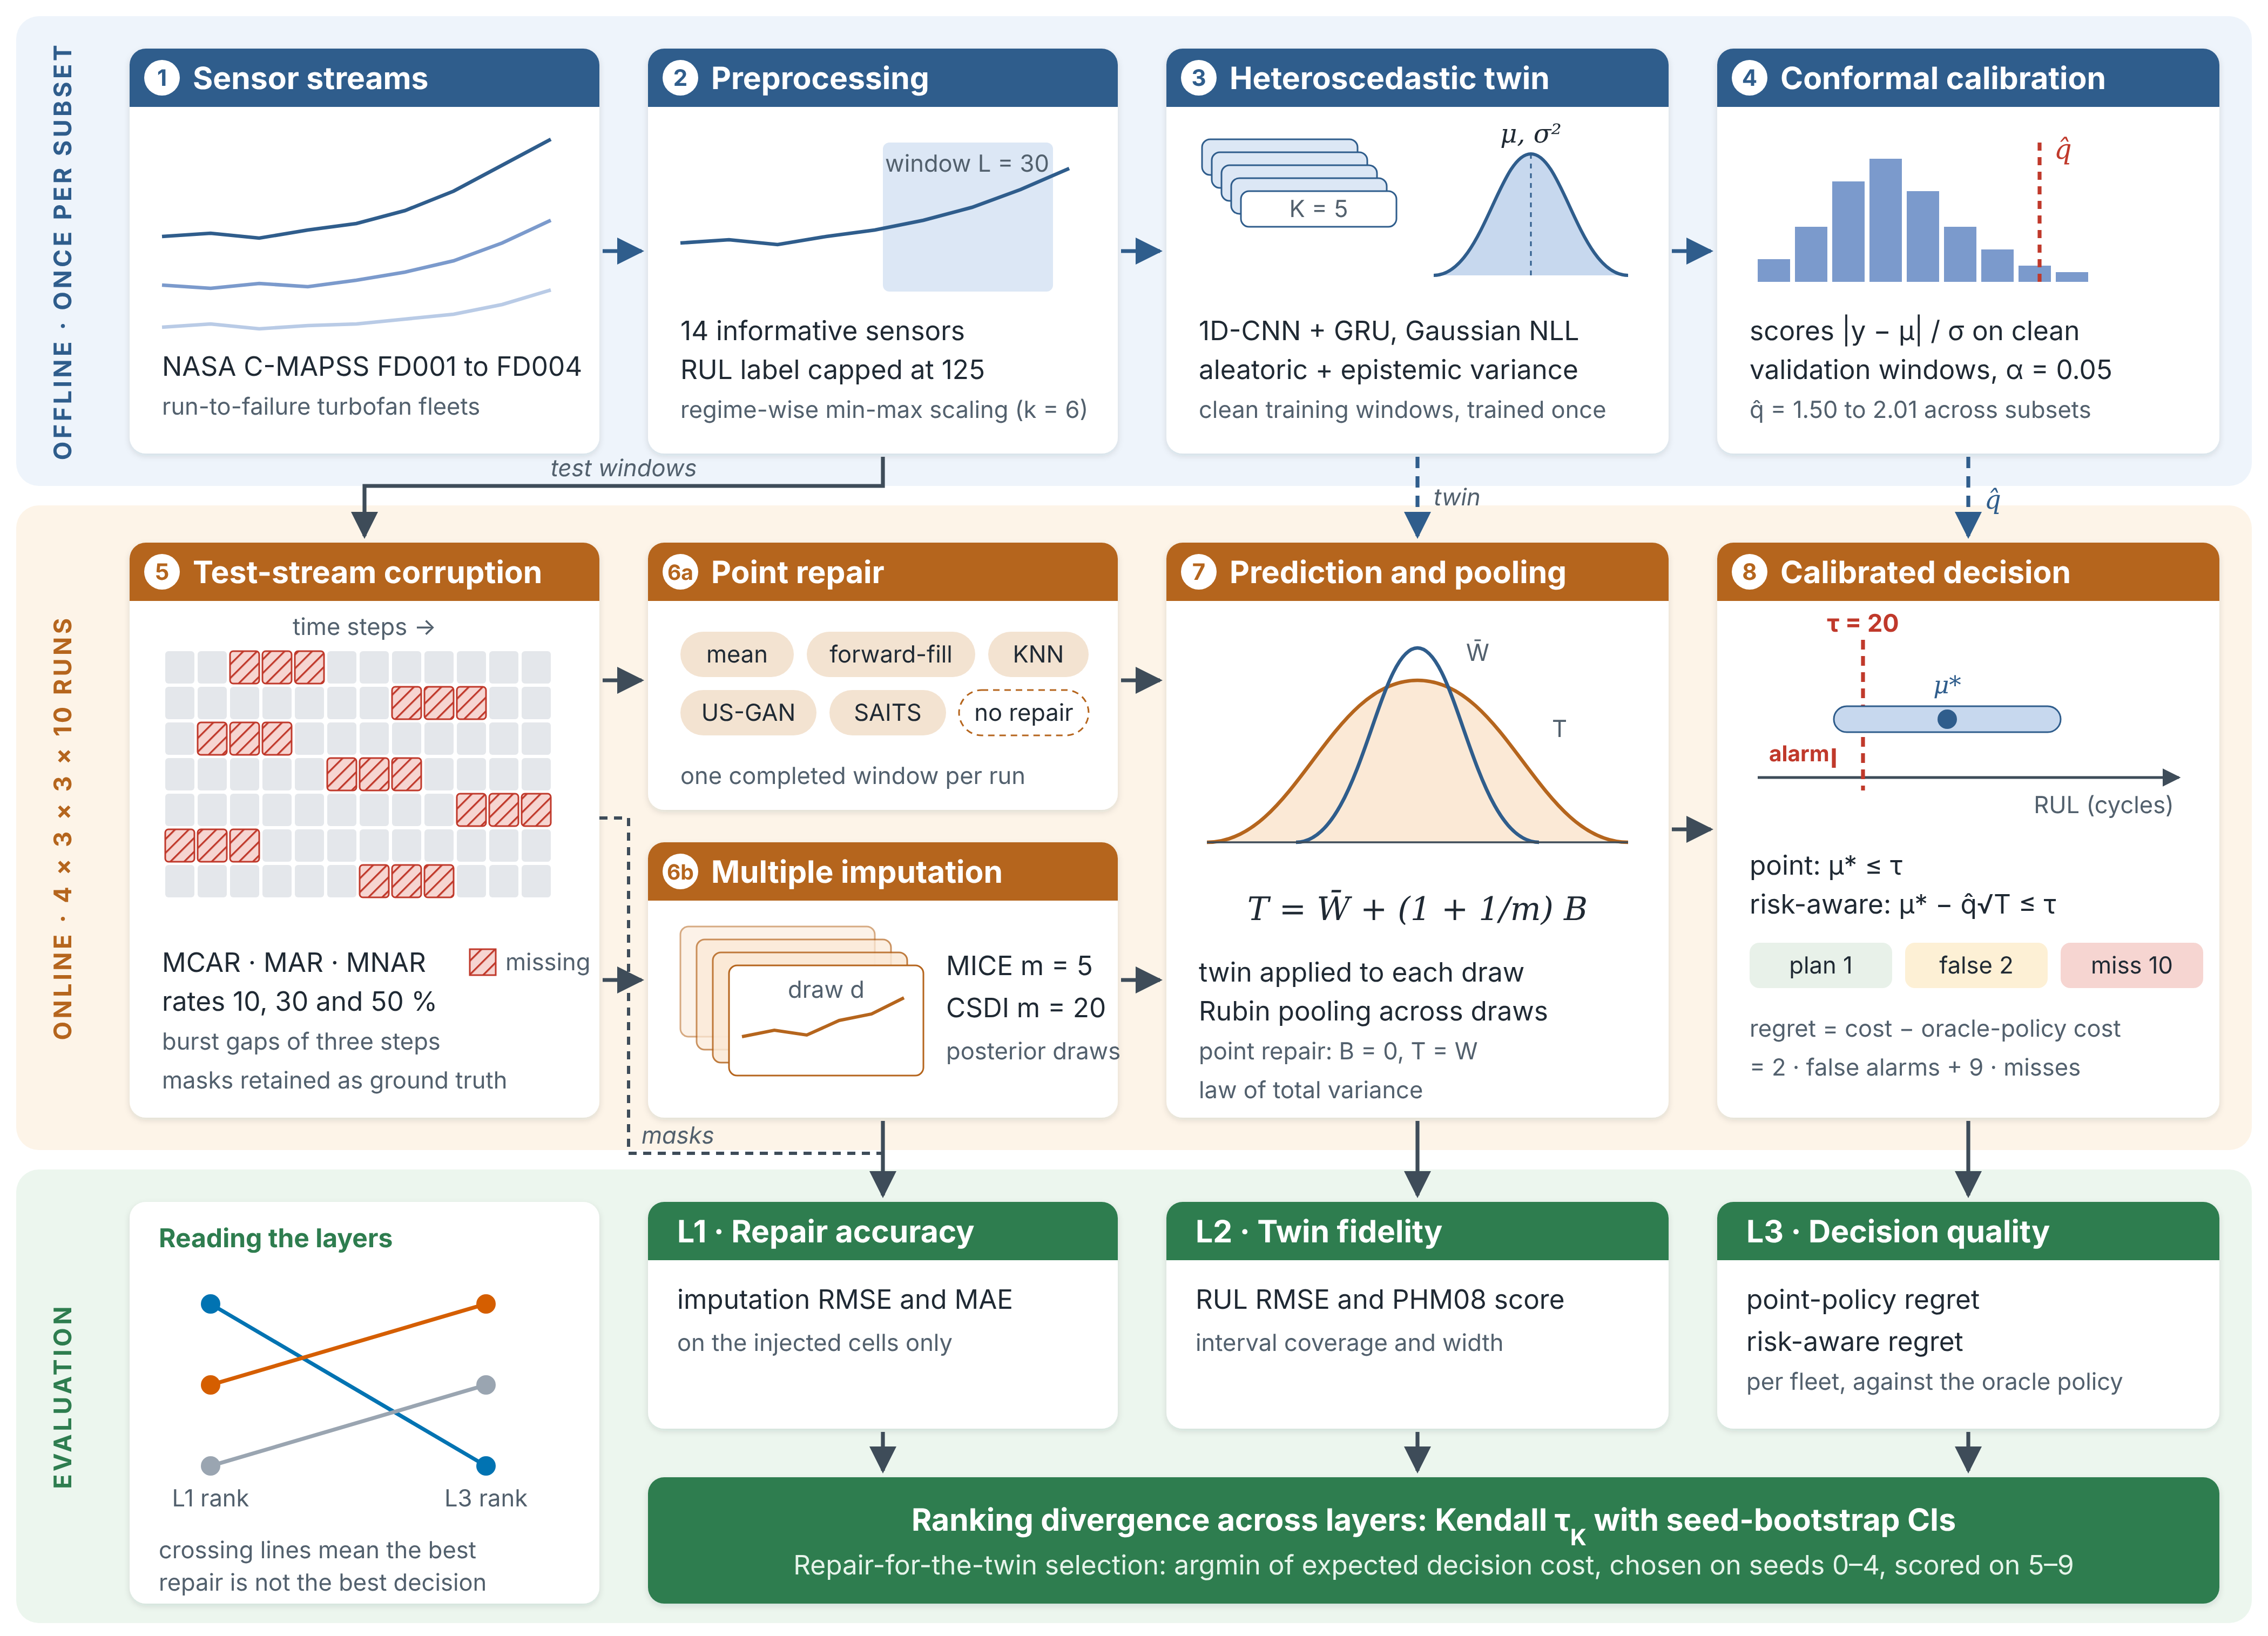 OFFLINE · ONCE PER SUBSET
1 Sensor streams
NASA C-MAPSS FD001 to FD004
run-to-failure turbofan fleets
2 Preprocessing
window L = 30
14 informative sensors
RUL label capped at 125
regime-wise min-max scaling (k = 6)
3 Heteroscedastic twin
K = 5
μ, σ²
1D-CNN + GRU, Gaussian NLL
aleatoric + epistemic variance
clean training windows, trained once
4 Conformal calibration
q̂
scores |y − μ| / σ on clean
validation windows, α = 0.05
q̂ = 1.50 to 2.01 across subsets
test windows
twin
q̂
ONLINE · 4 × 3 × 3 × 10 RUNS
5 Test-stream corruption
time steps →
MCAR · MAR · MNAR
missing
rates 10, 30 and 50 %
burst gaps of three steps
masks retained as ground truth
6a Point repair
mean
forward-fill
KNN
US-GAN
SAITS
no repair
one completed window per run
6b Multiple imputation
draw d
MICE m = 5
CSDI m = 20
posterior draws
masks
7 Prediction and pooling
W̄
T
T = W̄ + (1 + 1/m) B
twin applied to each draw
Rubin pooling across draws
point repair: B = 0, T = W
law of total variance
8 Calibrated decision
τ = 20
μ*
alarm
RUL (cycles)
point: μ* ≤ τ
risk-aware: μ* − q̂√T ≤ τ
plan 1
false 2
miss 10
regret = cost − oracle-policy cost
= 2 · false alarms + 9 · misses
EVALUATION
Reading the layers
L1 rank
L3 rank
crossing lines mean the best
repair is not the best decision
L1 · Repair accuracy
imputation RMSE and MAE
on the injected cells only
L2 · Twin fidelity
RUL RMSE and PHM08 score
interval coverage and width
L3 · Decision quality
point-policy regret
risk-aware regret
per fleet, against the oracle policy
Ranking divergence across layers: Kendall τK with seed-bootstrap CIs
Repair-for-the-twin selection: argmin of expected decision cost, chosen on seeds 0–4, scored on 5–9